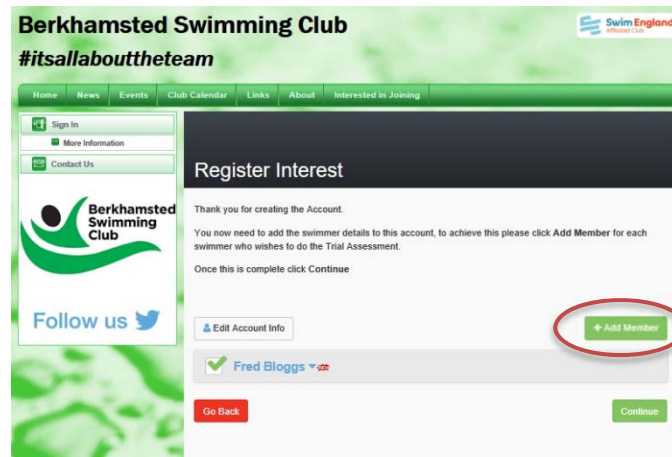 Berkhamsted Swimming Club
#itsallabouttheteam
Swim England
Affiliated Club
Home News Events Club Calendar Links About Interested in Joining
Sign In
More Information
Contact Us
Berkhamsted
Swimming
Club
Follow us
Register Interest
Thank you for creating the Account.
You now need to add the swimmer details to this account, to achieve this please click Add Member for each
swimmer who wishes to do the Trial Assessment.
Once this is complete click Continue
Edit Account Info
+ Add Member
Fred Bloggs
Go Back
Continue